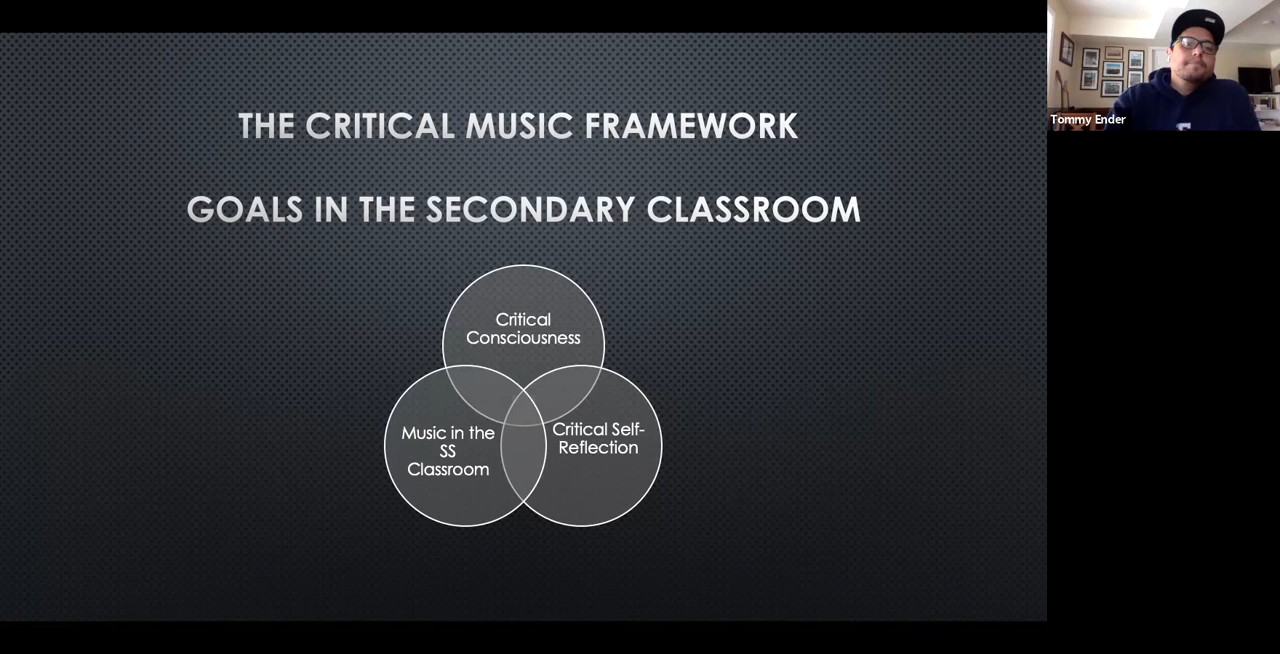 THE CRITICAL MUSIC FRAMEWORK
GOALS IN THE SECONDARY CLASSROOM
Critical
Consciousness
Music in the
SS
Classroom
Critical Self-
Reflection
Tommy Ender